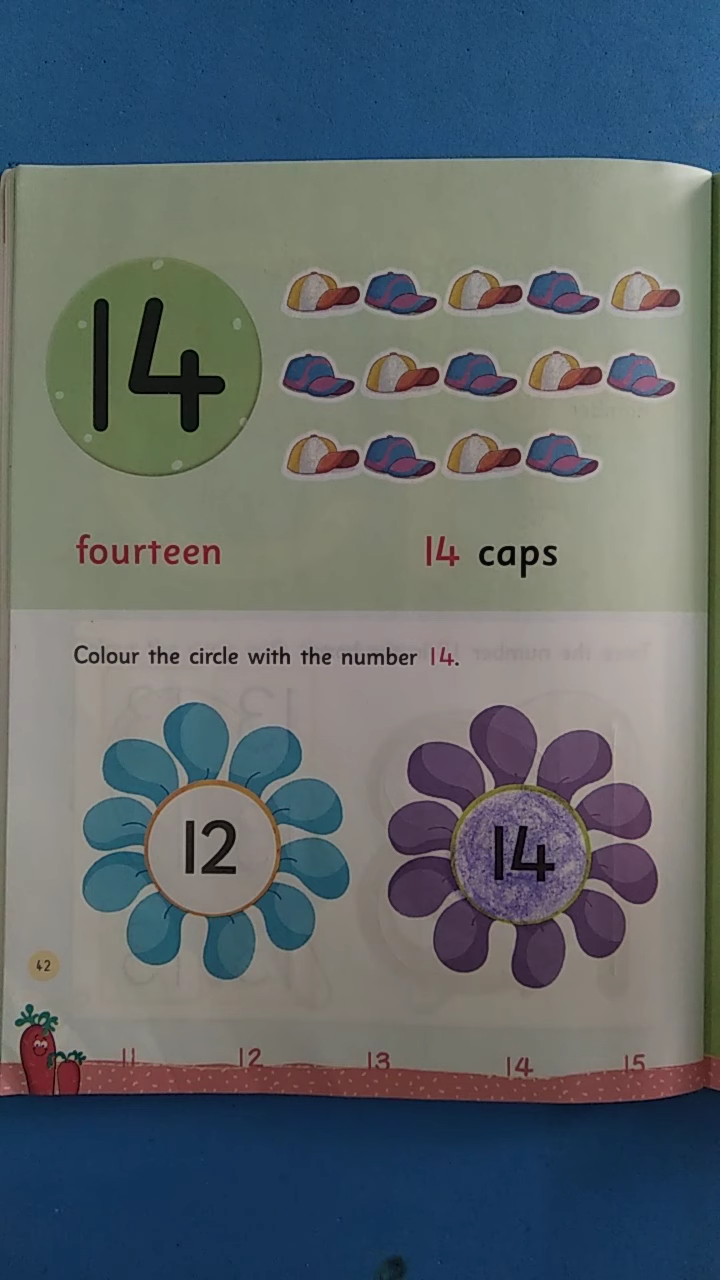 14
fourteen
14 caps
Colour the circle with the number 14.
12
14
42
11 12 13 14 15